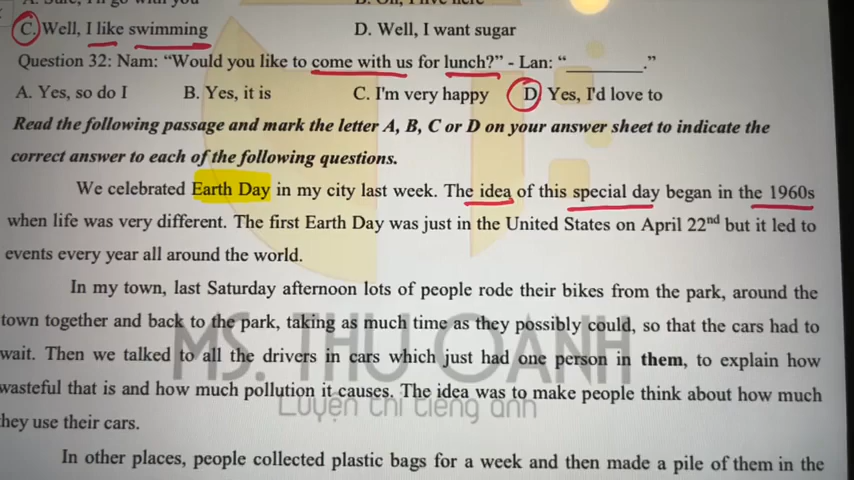 C. Well, I like swimming D. Well, I want sugar
Question 32: Nam: “Would you like to come with us for lunch?” - Lan: “_________.”
A. Yes, so do I B. Yes, it is C. I'm very happy D Yes, I'd love to
Read the following passage and mark the letter A, B, C or D on your answer sheet to indicate the
correct answer to each of the following questions.
We celebrated Earth Day in my city last week. The idea of this special day began in the 1960s
when life was very different. The first Earth Day was just in the United States on April 22nd but it led to
events every year all around the world.
In my town, last Saturday afternoon lots of people rode their bikes from the park, around the
town together and back to the park, taking as much time as they possibly could, so that the cars had to
wait. Then we talked to all the drivers in cars which just had one person in them, to explain how
wasteful that is and how much pollution it causes. The idea was to make people think about how much
they use their cars.
In other places, people collected plastic bags for a week and then made a pile of them in the
MS. THU OANH
Luyện thi tiếng anh